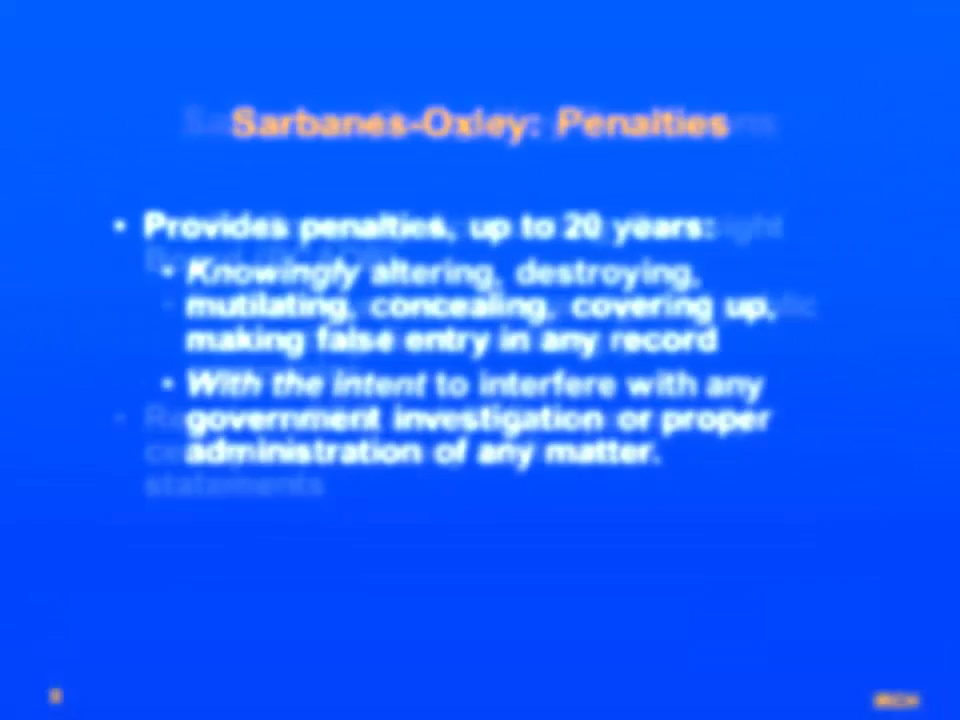 Sarbanes-Oxley: Penalties
• Provides penalties, up to 20 years:
• Knowingly altering, destroying,
mutilating, concealing, covering up,
making false entry in any record
• With the intent to interfere with any
government investigation or proper
administration of any matter.
statements